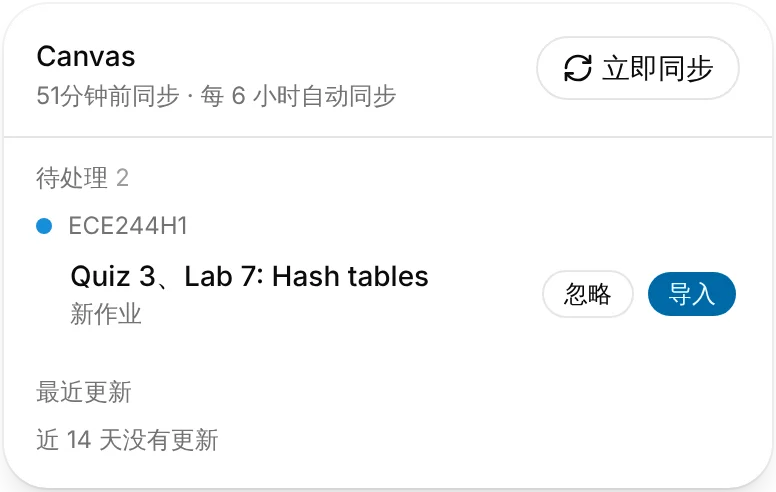 Canvas
51分钟前同步 · 每 6 小时自动同步
立即同步
待处理 2
ECE244H1
Quiz 3、Lab 7: Hash tables
新作业
忽略
导入
最近更新
近 14 天没有更新